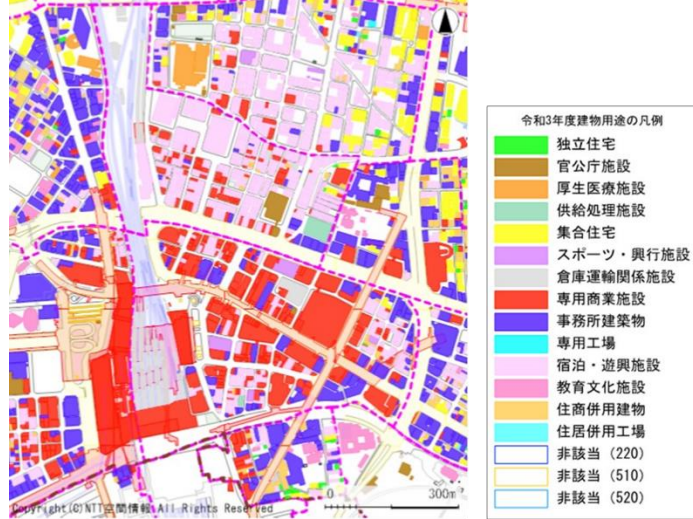 令和3年度建物用途の凡例
独立住宅
官公庁施設
厚生医療施設
供給処理施設
集合住宅
スポーツ・興行施設
倉庫運輸関係施設
専用商業施設
事務所建築物
専用工場
宿泊・遊興施設
教育文化施設
住商併用建物
住居併用工場
非該当（220）
非該当（510）
非該当（520）
0 300m
Copyright(C)NTT空間情報 All Rights Reserved